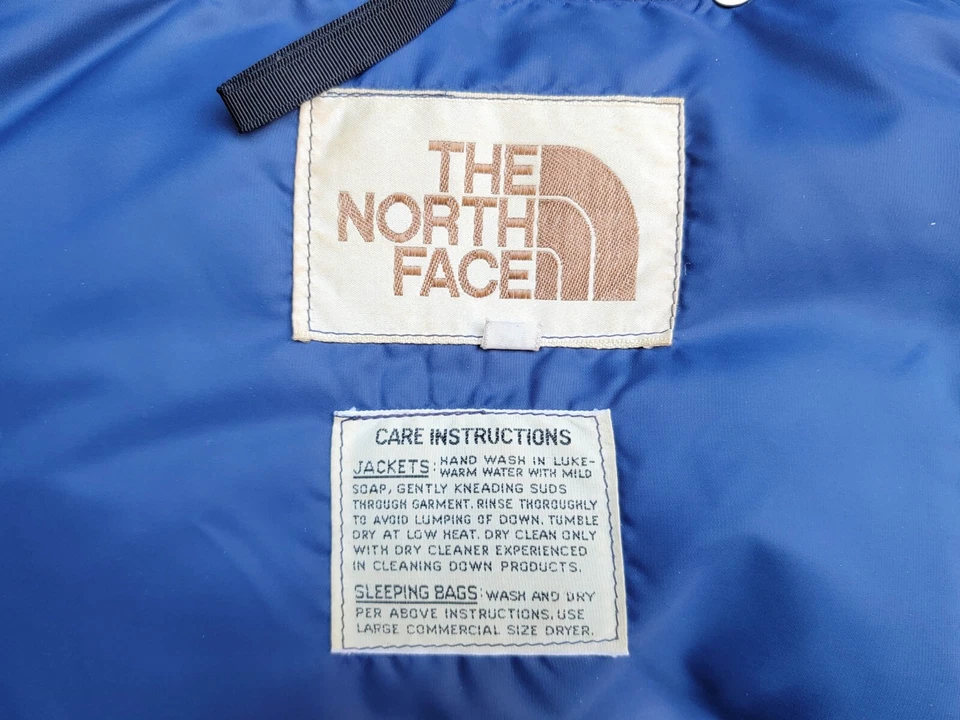 THE
NORTH
FACE
CARE INSTRUCTIONS
JACKETS: HAND WASH IN LUKE-
WARM WATER WITH MILD
SOAP, GENTLY KNEADING SUDS
THROUGH GARMENT. RINSE THOROUGHLY
TO AVOID LUMPING OF DOWN. TUMBLE
DRY AT LOW HEAT. DRY CLEAN ONLY
WITH DRY CLEANER EXPERIENCED
IN CLEANING DOWN PRODUCTS.
SLEEPING BAGS: WASH AND DRY
PER ABOVE INSTRUCTIONS. USE
LARGE COMMERCIAL SIZE DRYER.